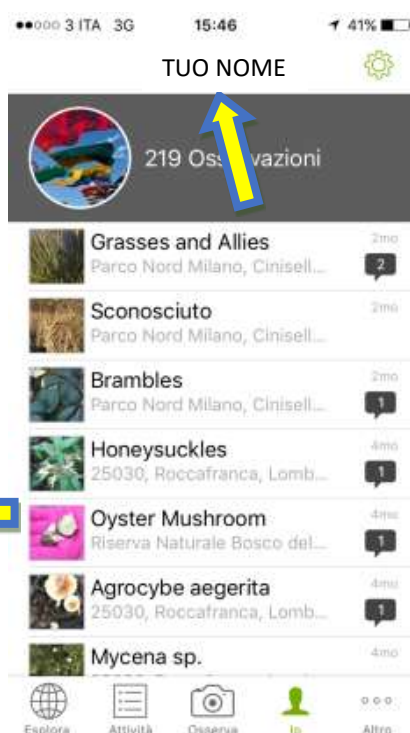 3 ITA 3G 15:46 41%
TUO NOME
219 Osservazioni
Grasses and Allies 2mo
Parco Nord Milano, Cinisell... 2
Sconosciuto 2mo
Parco Nord Milano, Cinisell...
Brambles 2mo
Parco Nord Milano, Cinisell... 1
Honeysuckles 4mo
25030, Roccafranca, Lomb... 1
Oyster Mushroom 4mo
Riserva Naturale Bosco del... 1
Agrocybe aegerita 4mo
25030, Roccafranca, Lomb... 1
Mycena sp. 4mo
Esplora Attività Osserva Io Altro